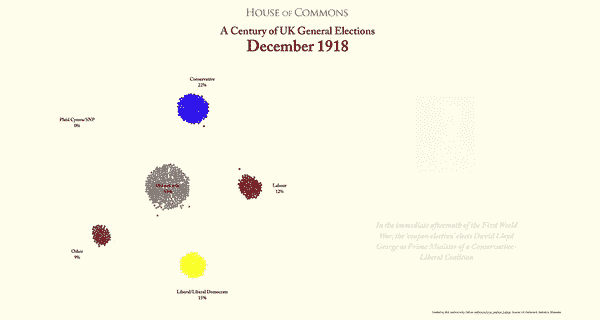 HOUSE OF COMMONS
A Century of UK General Elections
December 1918
Conservative
22%
Plaid Cymru/SNP
0%
Labour
12%
Other
9%
Liberal/Liberal Democrats
15%
In the immediate aftermath of the First World
War, the 'coupon election' elects David Lloyd
George as Prime Minister of a Conservative-
Liberal Coalition